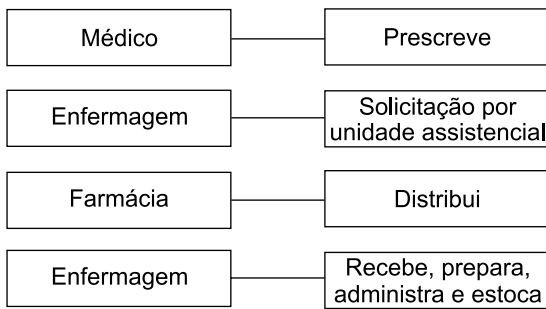 Médico
Prescreve
Enfermagem
Solicitação por
unidade assistencial
Farmácia
Distribui
Enfermagem
Recebe, prepara,
administra e estoca